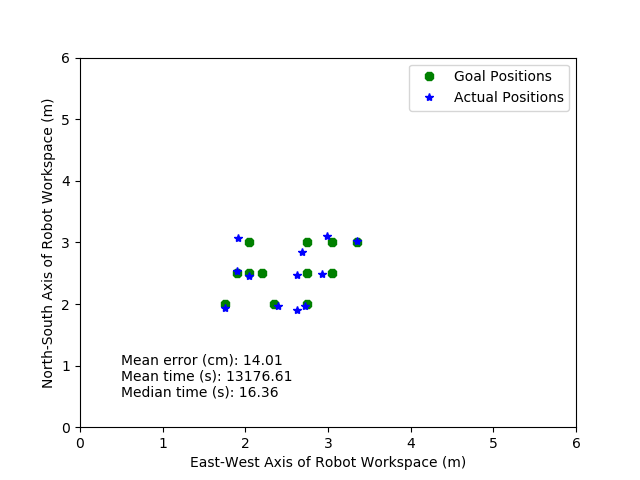 6
5
4
3
2
1
0
0 1 2 3 4 5 6
North-South Axis of Robot Workspace (m)
East-West Axis of Robot Workspace (m)
Goal Positions
Actual Positions
Mean error (cm): 14.01
Mean time (s): 13176.61
Median time (s): 16.36